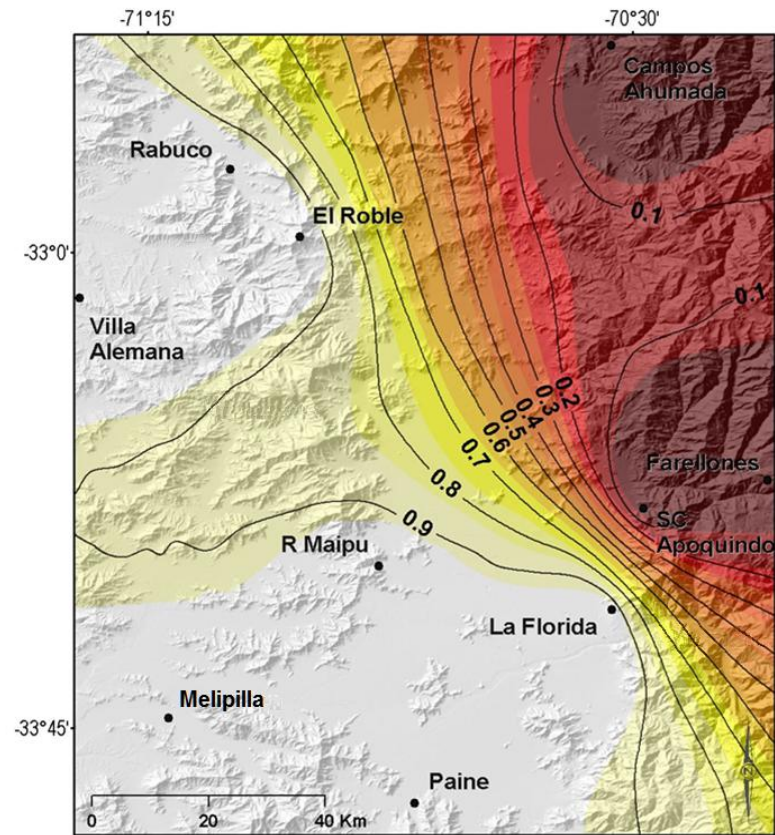 -71°15'
-70°30'
Campos
Ahumada
Rabuco
0.1
El Roble
-33°0'
0.1
Villa
Alemana
0.2
0.3
0.4
0.5
0.6
0.7
Farellones
0.8
0.9
SC
Apoquindo
R Maipu
La Florida
Melipilla
-33°45'
N
Paine
0
20
40 Km